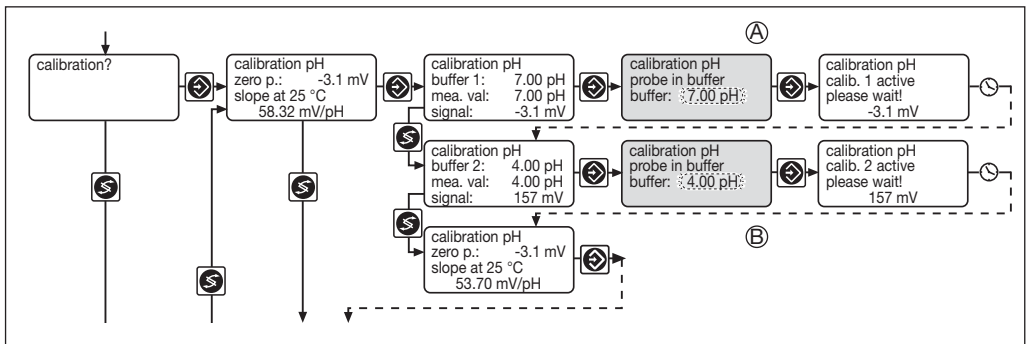 Ⓐ
calibration?
calibration pH
zero p.: -3.1 mV
slope at 25 °C
58.32 mV/pH
calibration pH
buffer 1: 7.00 pH
mea. val: 7.00 pH
signal: -3.1 mV
calibration pH
probe in buffer
buffer: 7.00 pH
calibration pH
calib. 1 active
please wait!
-3.1 mV
calibration pH
buffer 2: 4.00 pH
mea. val: 4.00 pH
signal: 157 mV
calibration pH
probe in buffer
buffer: 4.00 pH
calibration pH
calib. 2 active
please wait!
157 mV
Ⓑ
calibration pH
zero p.: -3.1 mV
slope at 25 °C
53.70 mV/pH